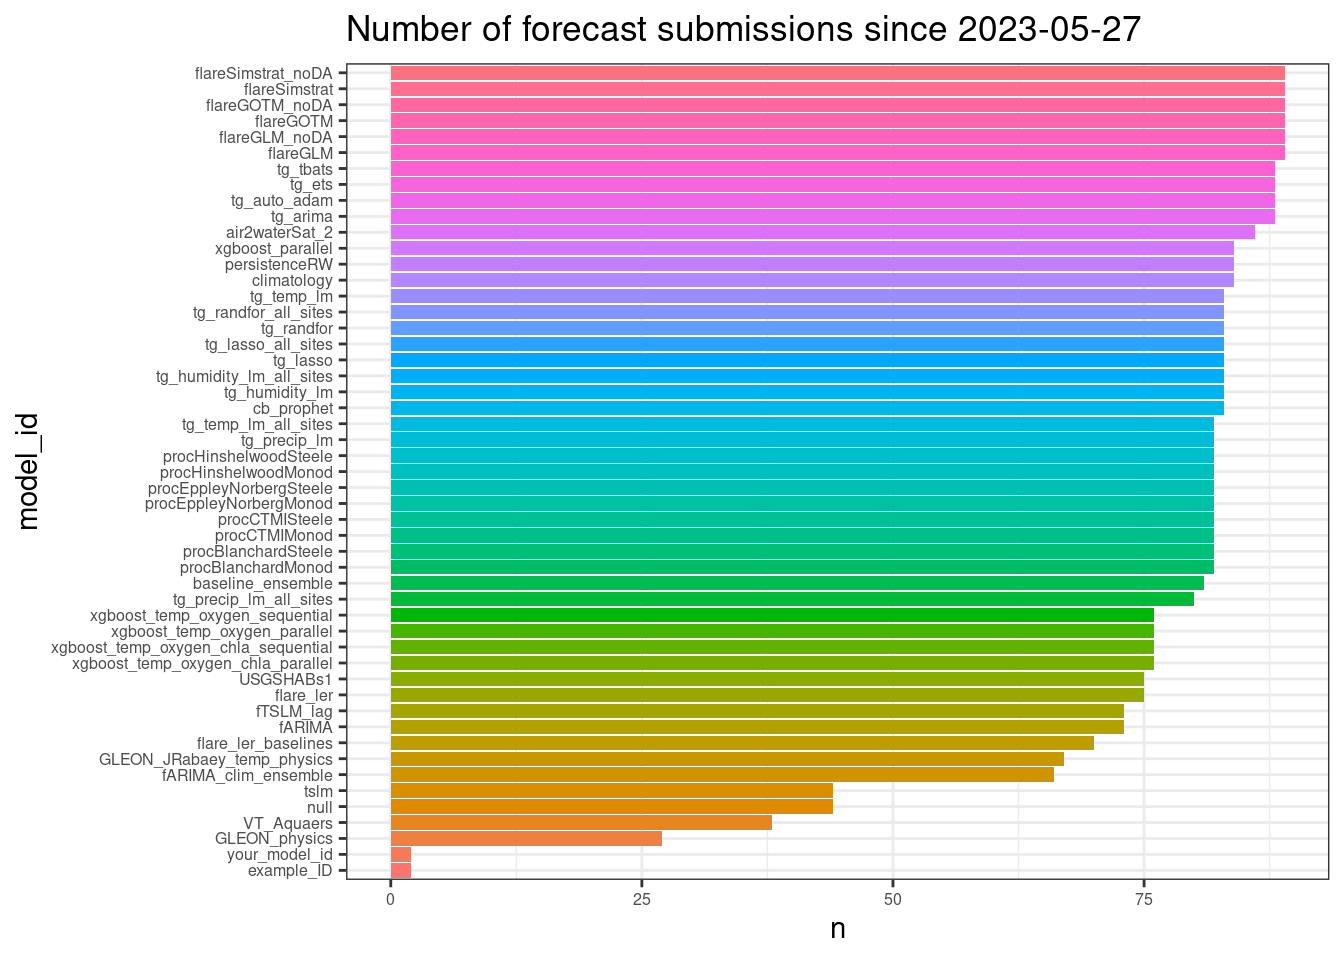 Number of forecast submissions since 2023-05-27
flareSimstrat_noDA
flareSimstrat
flareGOTM_noDA
flareGOTM
flareGLM_noDA
flareGLM
tg_tbats
tg_ets
tg_auto_adam
tg_arima
air2waterSat_2
xgboost_parallel
persistenceRW
climatology
tg_temp_lm
tg_randfor_all_sites
tg_randfor
tg_lasso_all_sites
tg_lasso
tg_humidity_lm_all_sites
tg_humidity_lm
cb_prophet
tg_temp_lm_all_sites
tg_precip_lm
procHinshelwoodSteele
procHinshelwoodMonod
procEppleyNorbergSteele
procEppleyNorbergMonod
procCTMISteele
procCTMIMonod
procBlanchardSteele
procBlanchardMonod
baseline_ensemble
tg_precip_lm_all_sites
xgboost_temp_oxygen_sequential
xgboost_temp_oxygen_parallel
xgboost_temp_oxygen_chla_sequential
xgboost_temp_oxygen_chla_parallel
USGSHABs1
flare_ler
fTSLM_lag
fARIMA
flare_ler_baselines
GLEON_JRabaey_temp_physics
fARIMA_clim_ensemble
tslm
null
VT_Aquaers
GLEON_physics
your_model_id
example_ID
model_id
0 25 50 75
n